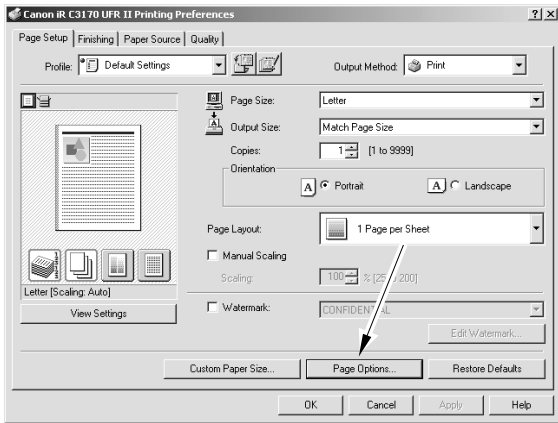 Canon iR C3170 UFR II Printing Preferences
Page Setup Finishing Paper Source Quality
Profile: Default Settings Output Method: Print
Page Size: Letter
Output Size: Match Page Size
Copies: 1 [1 to 9999]
Orientation
A Portrait A Landscape
Page Layout: 1 Page per Sheet
Manual Scaling
Scaling: 100 % [25 200]
Letter [Scaling: Auto]
View Settings
Watermark: CONFIDENTIAL
Edit Watermark...
Custom Paper Size... Page Options... Restore Defaults
OK Cancel Apply Help